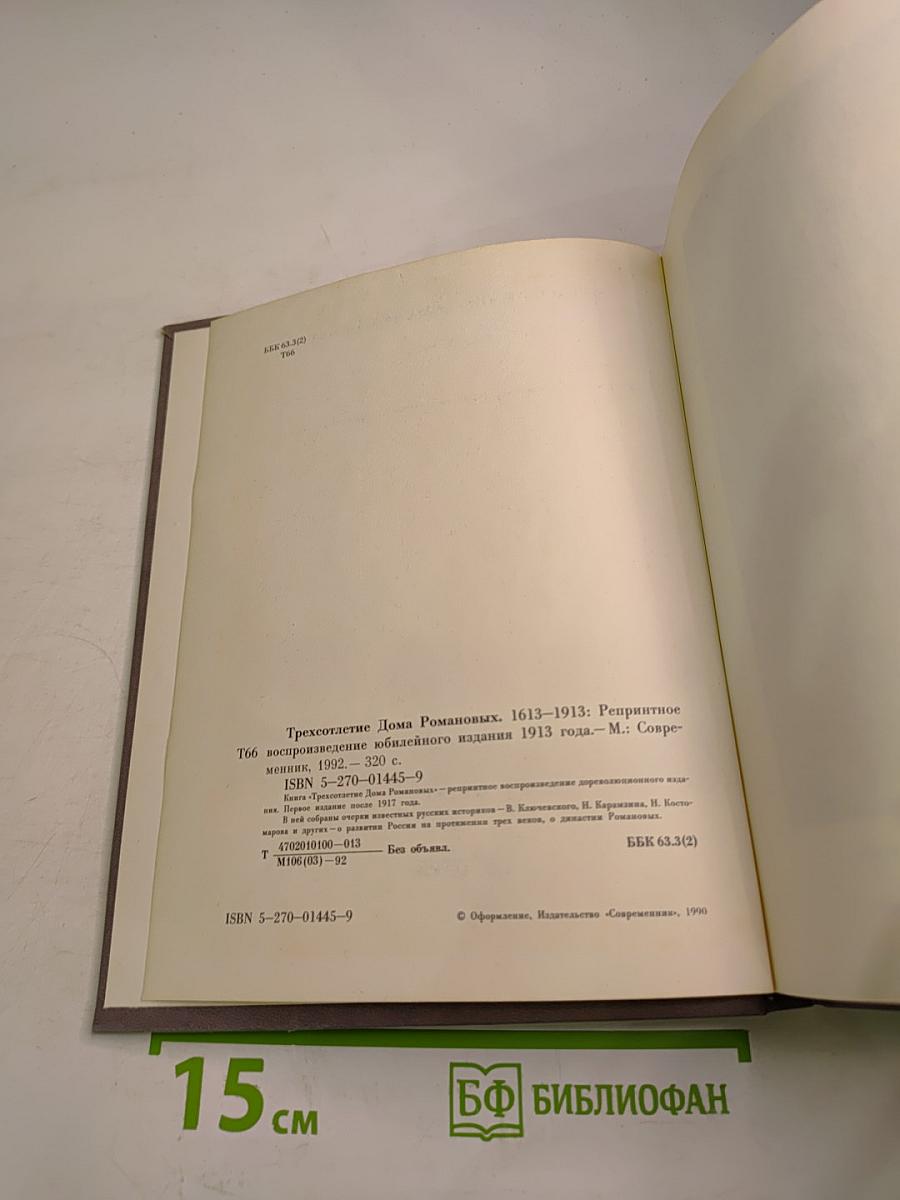 ББК 63.3(2)
Т66
Трехсотлетие Дома Романовых. 1613—1913: Репринтное
Т66 воспроизведение юбилейного издания 1913 года.— М.: Совре-
менник, 1992.— 320 с.
ISBN 5—270—01445—9
Книга «Трехсотлетие Дома Романовых» — репринтное воспроизведение дореволюционного изда-
ния. Первое издание после 1917 года.
В ней собраны очерки известных русских историков — В. Ключевского, Н. Карамзина, Н. Косто-
марова и других — о развитии России на протяжении трех веков, о династии Романовых.
Т 4702010100—013 Без объявл.
М106(03)—92
ББК 63.3(2)
ISBN 5—270—01445—9
© Оформление, Издательство «Современник», 1990
15 см
БФ БИБЛИОФАН